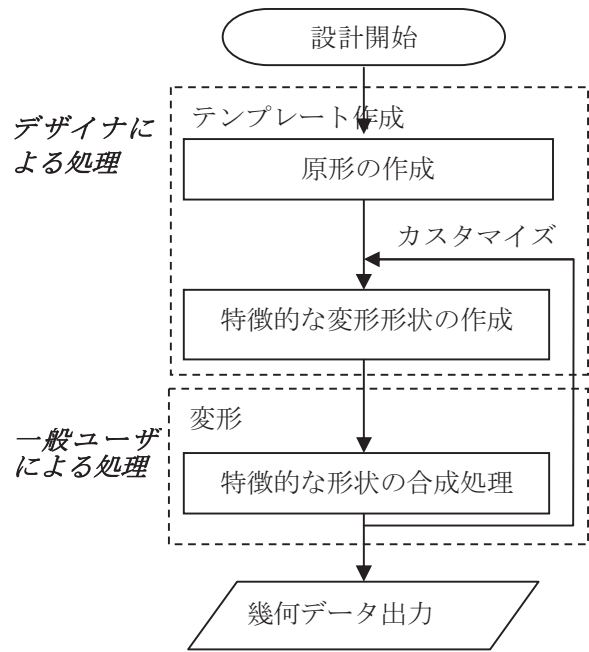 設計開始
デザイナに
よる処理
テンプレート作成
原形の作成
カスタマイズ
特徴的な変形形状の作成
一般ユーザ
による処理
変形
特徴的な形状の合成処理
幾何データ出力